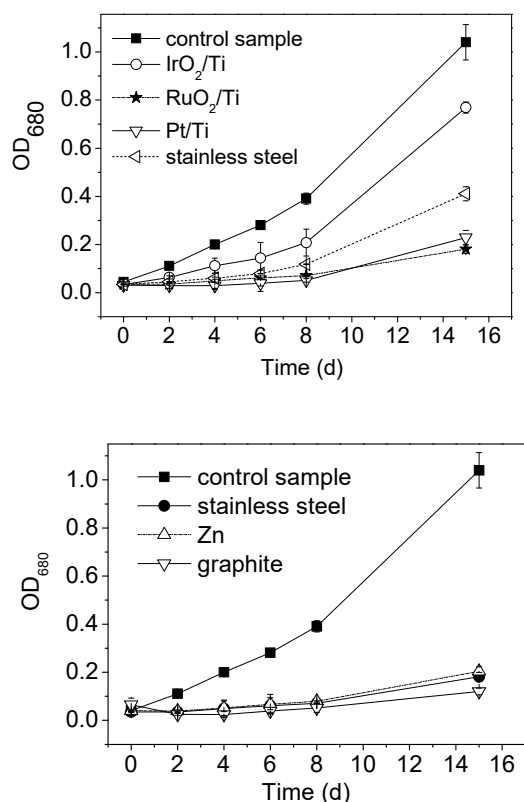 1.0
0.8
0.6
0.4
0.2
0.0
OD680
control sample
IrO2/Ti
RuO2/Ti
Pt/Ti
stainless steel
0 2 4 6 8 10 12 14 16
Time (d)
1.0
0.8
0.6
0.4
0.2
0.0
OD680
control sample
stainless steel
Zn
graphite
0 2 4 6 8 10 12 14 16
Time (d)